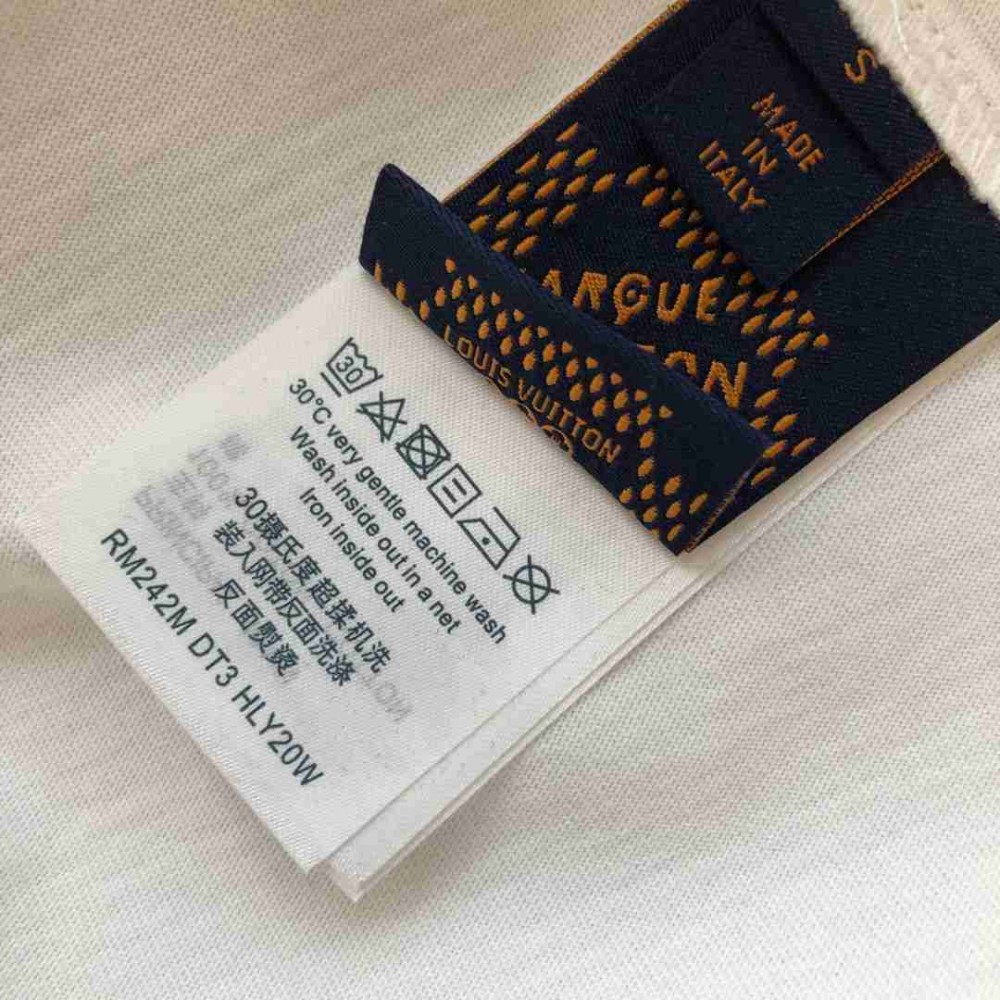 S
MADE
IN
ITALY
LOUIS VUITTON
30
30°C very gentle machine wash
Wash inside out in a net
Iron inside out
30摄氏度超揉机洗
装入网带反面洗涤
反面熨烫
RM242M DT3 HLY20W